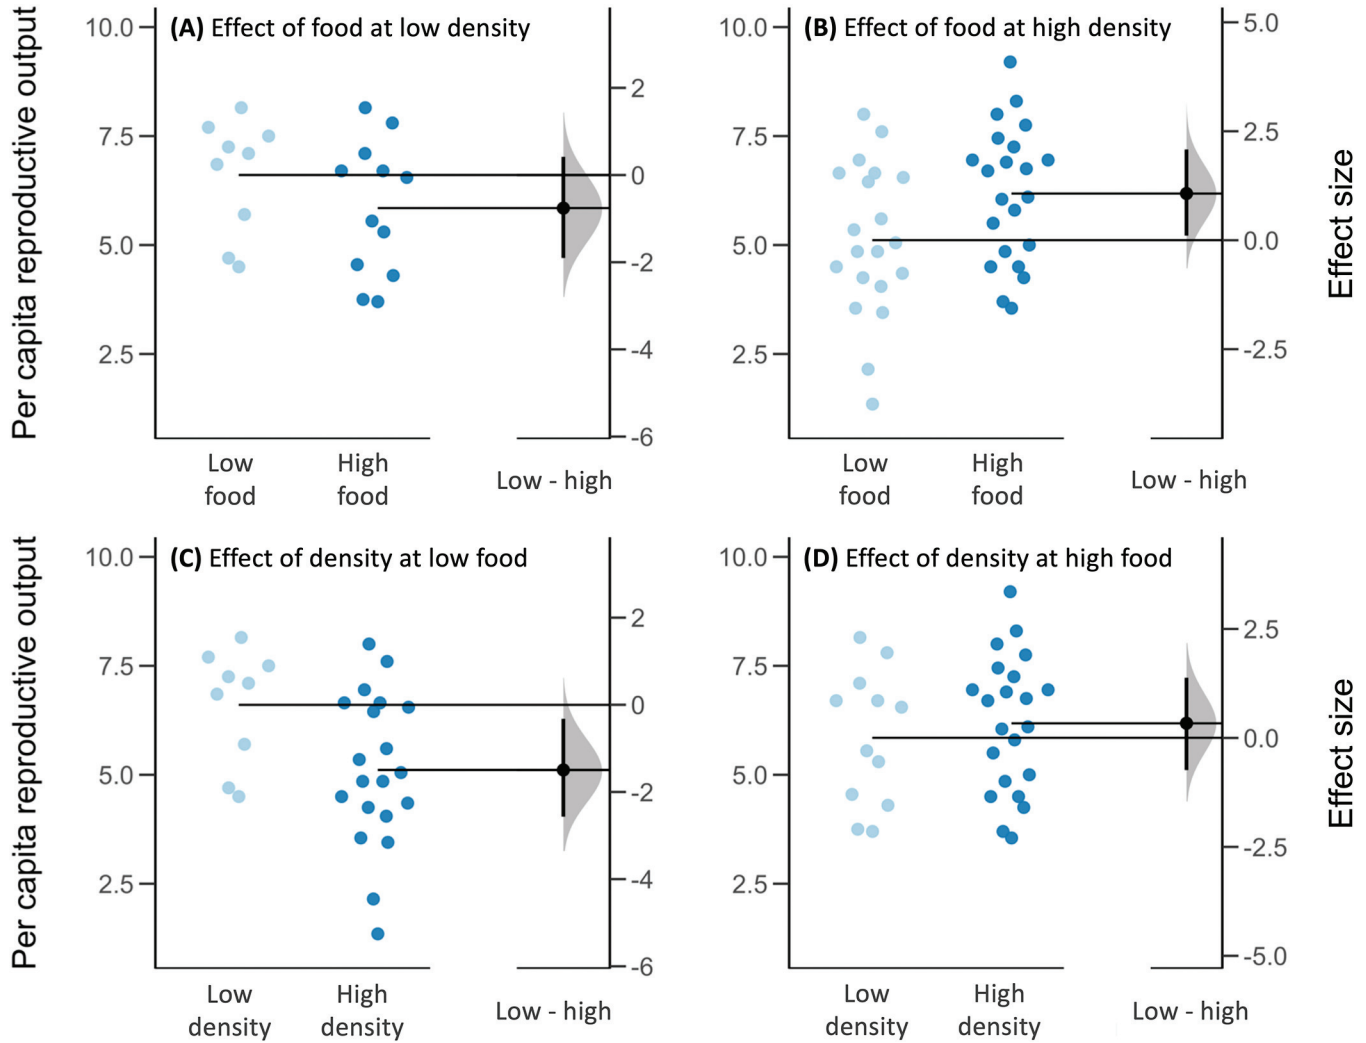 (A) Effect of food at low density
Per capita reproductive output
10.0
7.5
5.0
2.5
2
0
-2
-4
-6
Low food
High food
Low - high
(B) Effect of food at high density
10.0
7.5
5.0
2.5
5.0
2.5
0.0
-2.5
Effect size
Low food
High food
Low - high
(C) Effect of density at low food
Per capita reproductive output
10.0
7.5
5.0
2.5
2
0
-2
-4
-6
Low density
High density
Low - high
(D) Effect of density at high food
10.0
7.5
5.0
2.5
2.5
0.0
-2.5
-5.0
Effect size
Low density
High density
Low - high